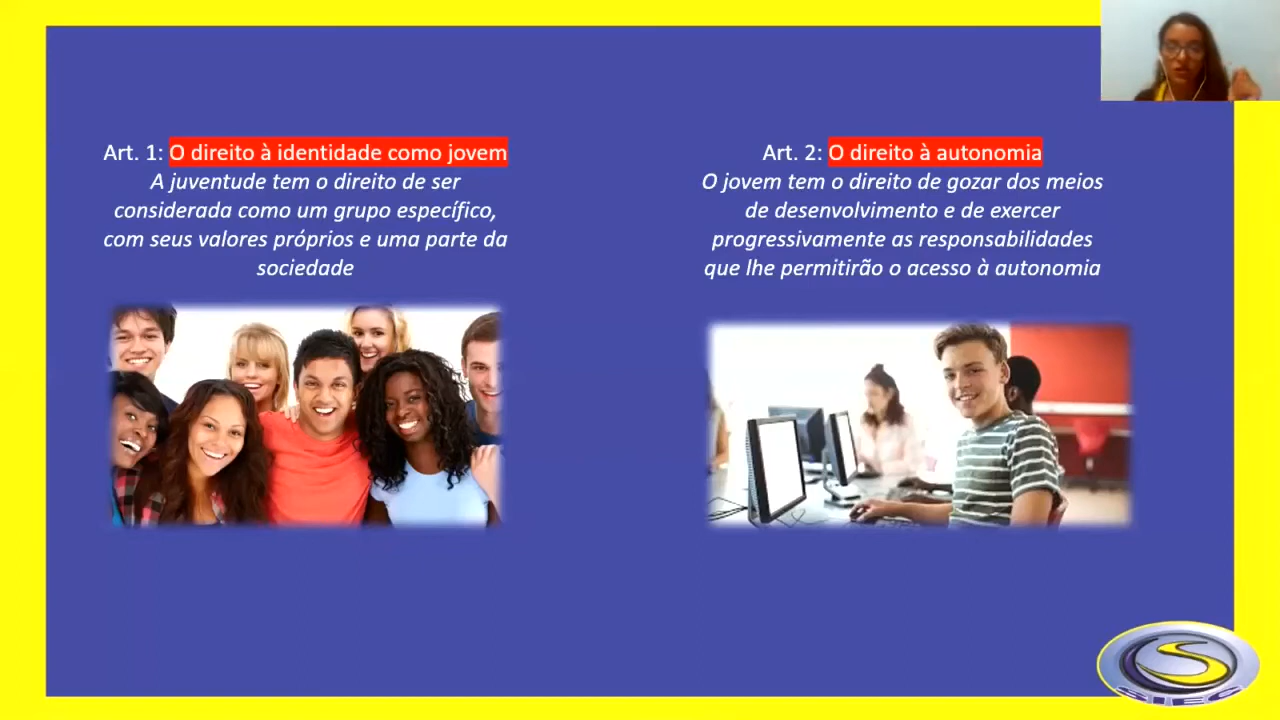 Art. 1: O direito à identidade como jovem
A juventude tem o direito de ser
considerada como um grupo específico,
com seus valores próprios e uma parte da
sociedade
Art. 2: O direito à autonomia
O jovem tem o direito de gozar dos meios
de desenvolvimento e de exercer
progressivamente as responsabilidades
que lhe permitirão o acesso à autonomia